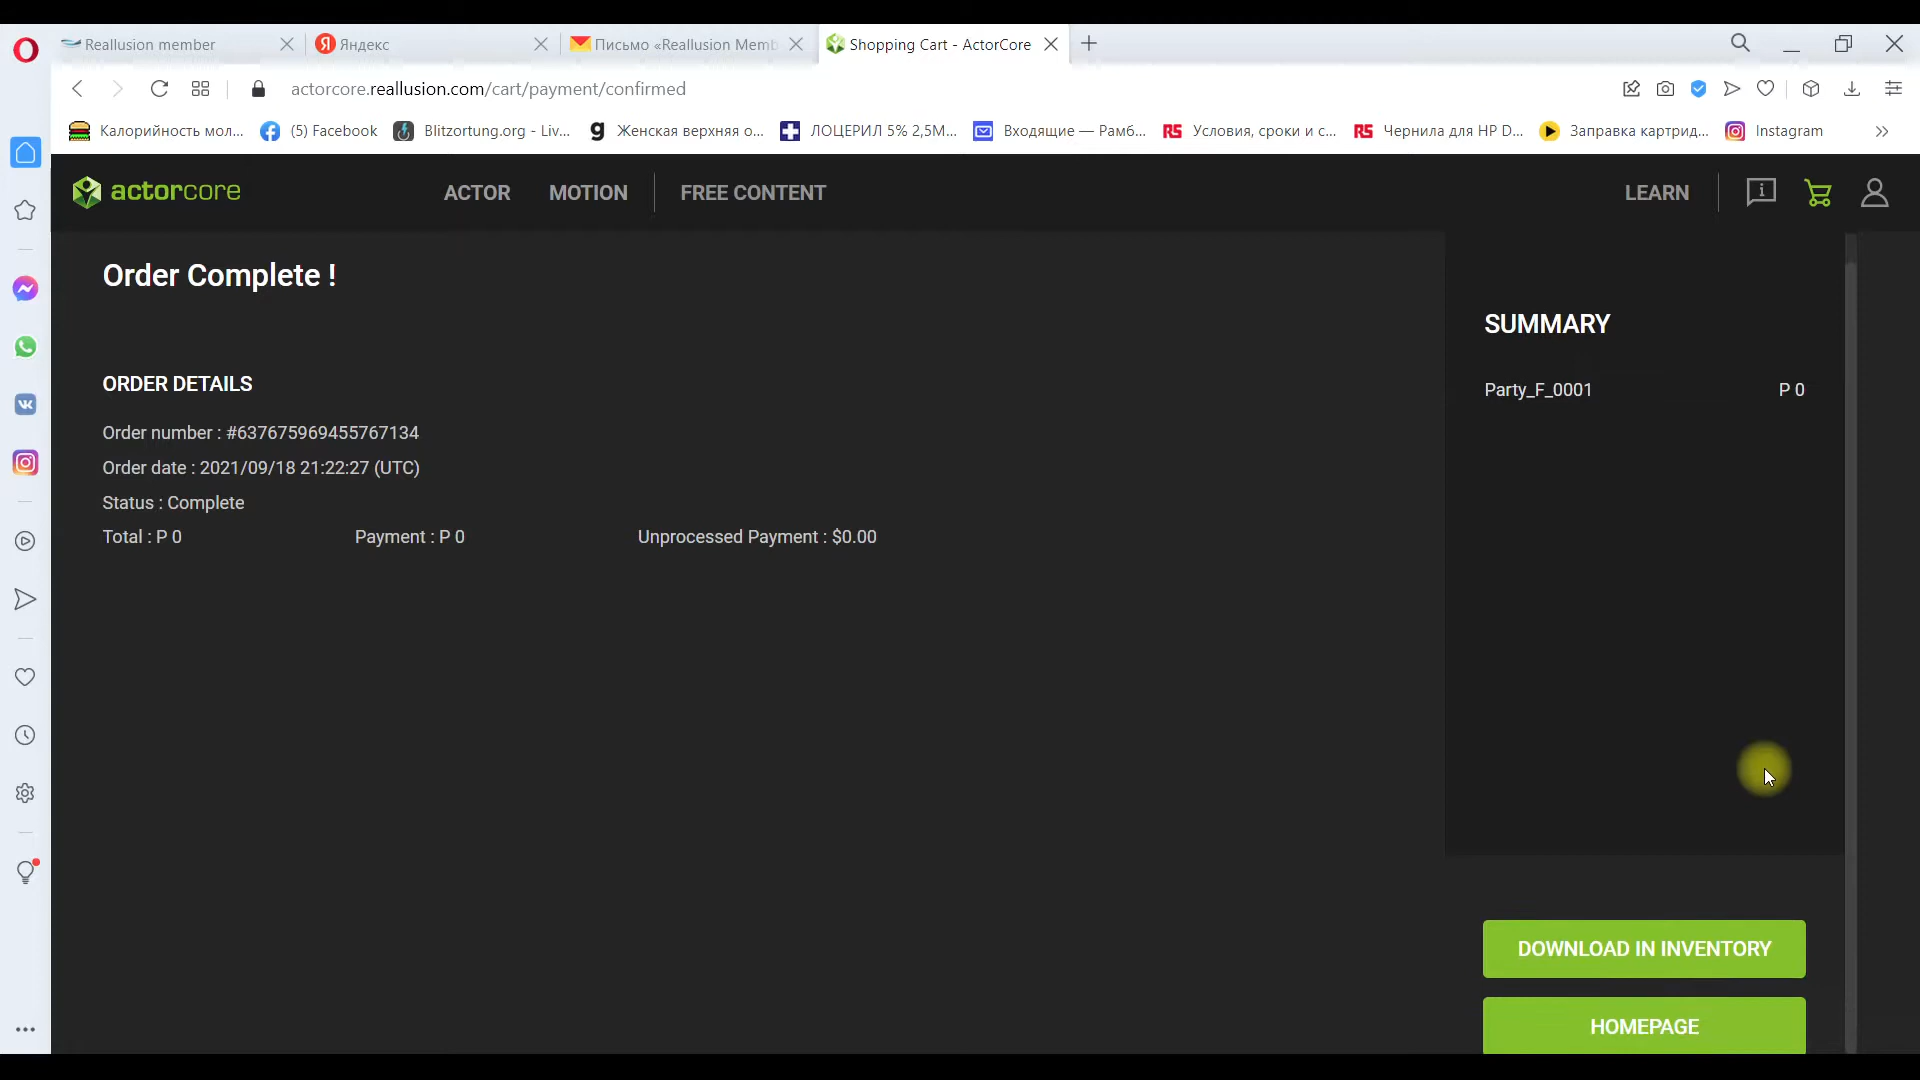 Reallusion member
Яндекс
Письмо «Reallusion Memb
Shopping Cart - ActorCore
actorcore.reallusion.com/cart/payment/confirmed
Калорийность мол...
(5) Facebook
Blitzortung.org - Liv...
Женская верхняя о...
ЛОЦЕРИЛ 5% 2,5М...
Входящие — Рамб...
Условия, сроки и с...
Чернила для HP D...
Заправка картрид...
Instagram
actorcore
ACTOR
MOTION
FREE CONTENT
LEARN
Order Complete !
ORDER DETAILS
Order number : #637675969455767134
Order date : 2021/09/18 21:22:27 (UTC)
Status : Complete
Total : P 0
Payment : P 0
Unprocessed Payment : $0.00
SUMMARY
Party_F_0001
P 0
DOWNLOAD IN INVENTORY
HOMEPAGE